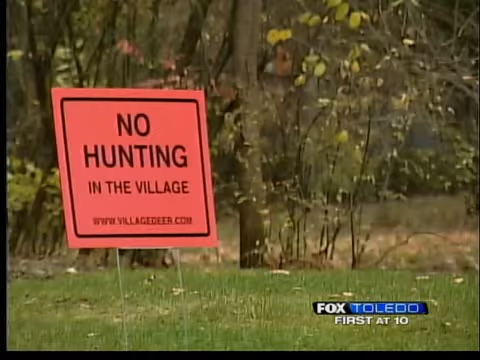 NO
HUNTING
IN THE VILLAGE
WWW.VILLAGEDEER.COM
FOX TOLEDO
FIRST AT 10